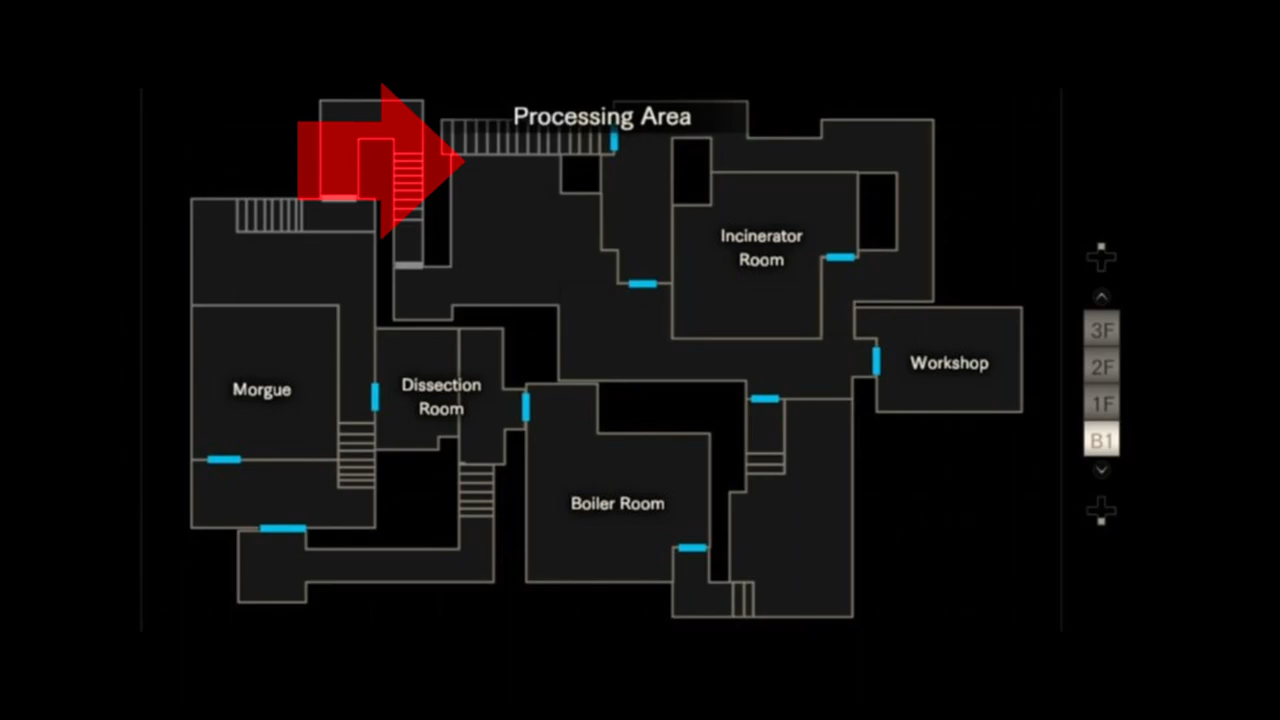 Processing Area
Incinerator
Room
3F
Workshop
2F
Morgue
Dissection
Room
1F
B1
Boiler Room